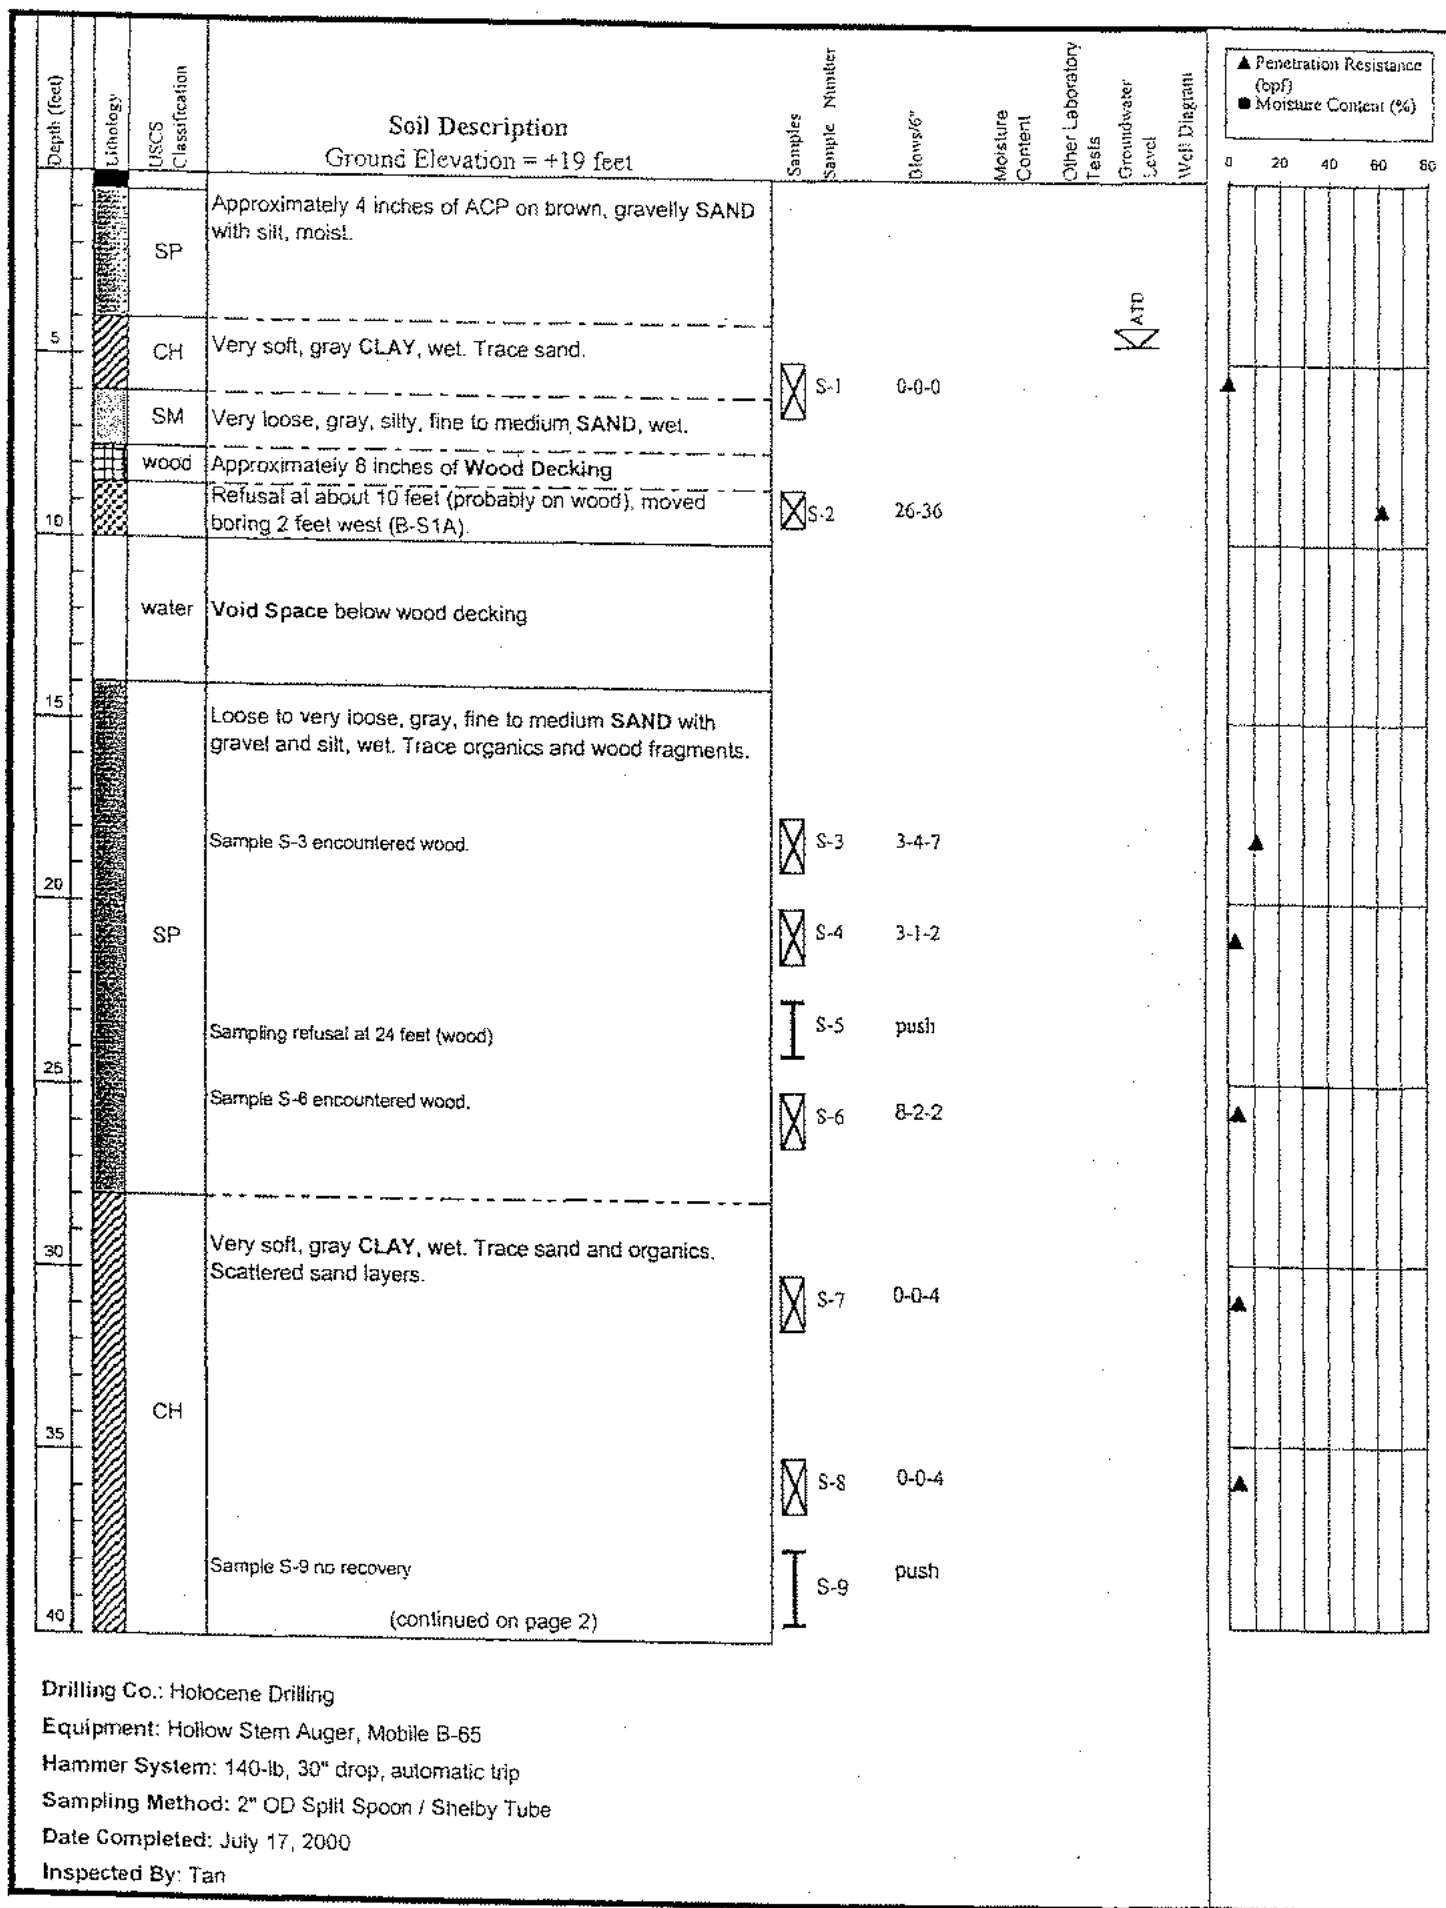 Depth (feet)
Lithology
USCS
Classification
Soil Description
Ground Elevation = +19 feet
Samples
Sample Number
Blows/6"
Moisture
Content
Other Laboratory
Tests
Groundwater
Level
Well Diagram
▲ Penetration Resistance
(bpf)
● Moisture Content (%)
0 20 40 60 80
SP
Approximately 4 inches of ACP on brown, gravelly SAND
with silt, moist.
ATD
5
CH
Very soft, gray CLAY, wet. Trace sand.
S-1 0-0-0
SM
Very loose, gray, silty, fine to medium SAND, wet.
wood
Approximately 8 inches of Wood Decking
Refusal at about 10 feet (probably on wood), moved
boring 2 feet west (B-S1A).
S-2 26-36
10
water
Void Space below wood decking
15
Loose to very loose, gray, fine to medium SAND with
gravel and silt, wet. Trace organics and wood fragments.
Sample S-3 encountered wood.
S-3 3-4-7
20
SP
S-4 3-1-2
Sampling refusal at 24 feet (wood)
S-5 push
25
Sample S-6 encountered wood.
S-6 8-2-2
30
Very soft, gray CLAY, wet. Trace sand and organics.
Scattered sand layers.
S-7 0-0-4
CH
35
S-8 0-0-4
Sample S-9 no recovery
S-9 push
40
(continued on page 2)
Drilling Co.: Holocene Drilling
Equipment: Hollow Stem Auger, Mobile B-65
Hammer System: 140-lb, 30" drop, automatic trip
Sampling Method: 2" OD Split Spoon / Shelby Tube
Date Completed: July 17, 2000
Inspected By: Tan